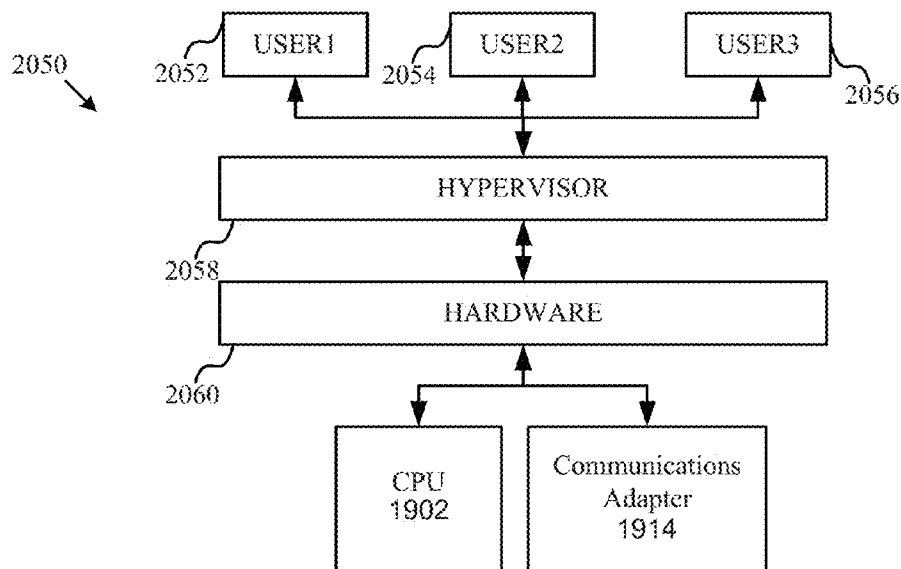 USER1
USER2
USER3
2050
2052
2054
2056
HYPERVISOR
2058
HARDWARE
2060
CPU
1902
Communications
Adapter
1914